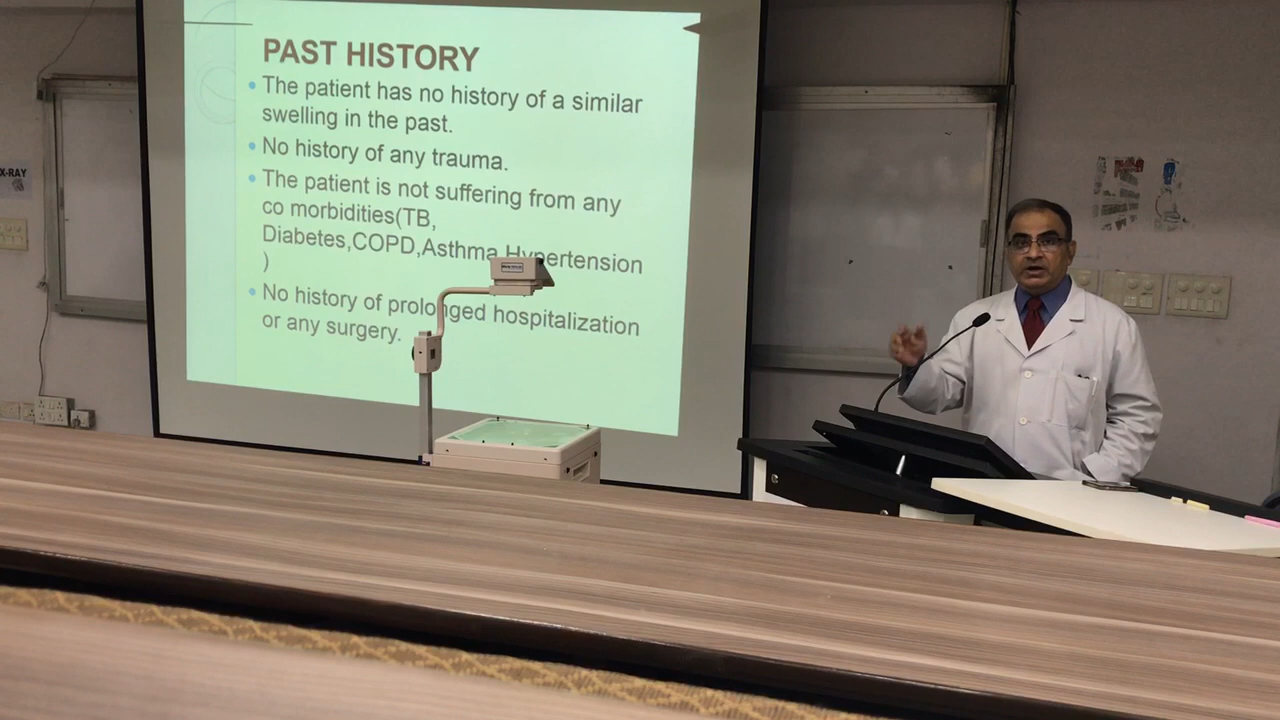 PAST HISTORY
The patient has no history of a similar
swelling in the past.
No history of any trauma.
The patient is not suffering from any
co morbidities(TB,
Diabetes,COPD,Asthma,Hypertension
)
No history of prolonged hospitalization
or any surgery.
X-RAY